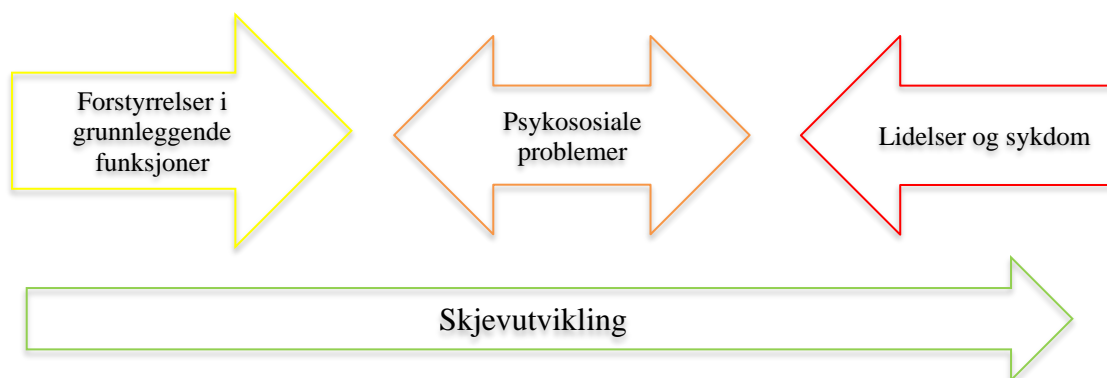 Forstyrrelser i
grunnleggende
funksjoner
Psykososiale
problemer
Lidelser og sykdom
Skjevutvikling